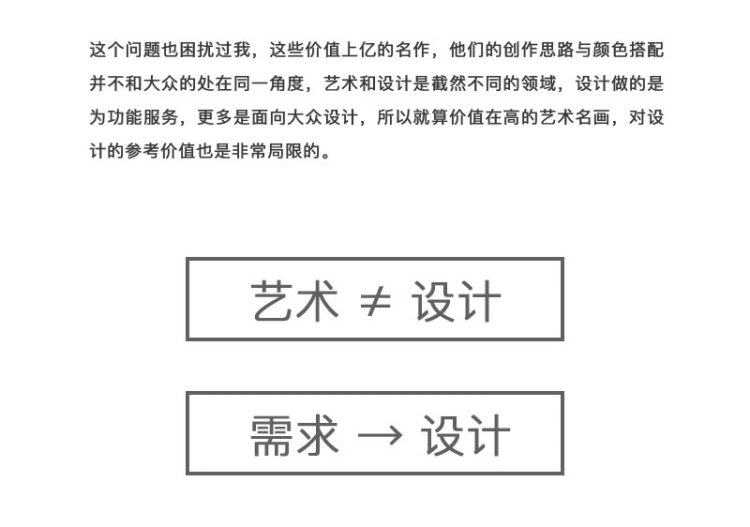 这个问题也困扰过我，这些价值上亿的名作，他们的创作思路与颜色搭配
并不和大众的处在同一角度，艺术和设计是截然不同的领域，设计做的是
为功能服务，更多是面向大众设计，所以就算价值在高的艺术名画，对设
计的参考价值也是非常局限的。
艺术 ≠ 设计
需求 → 设计